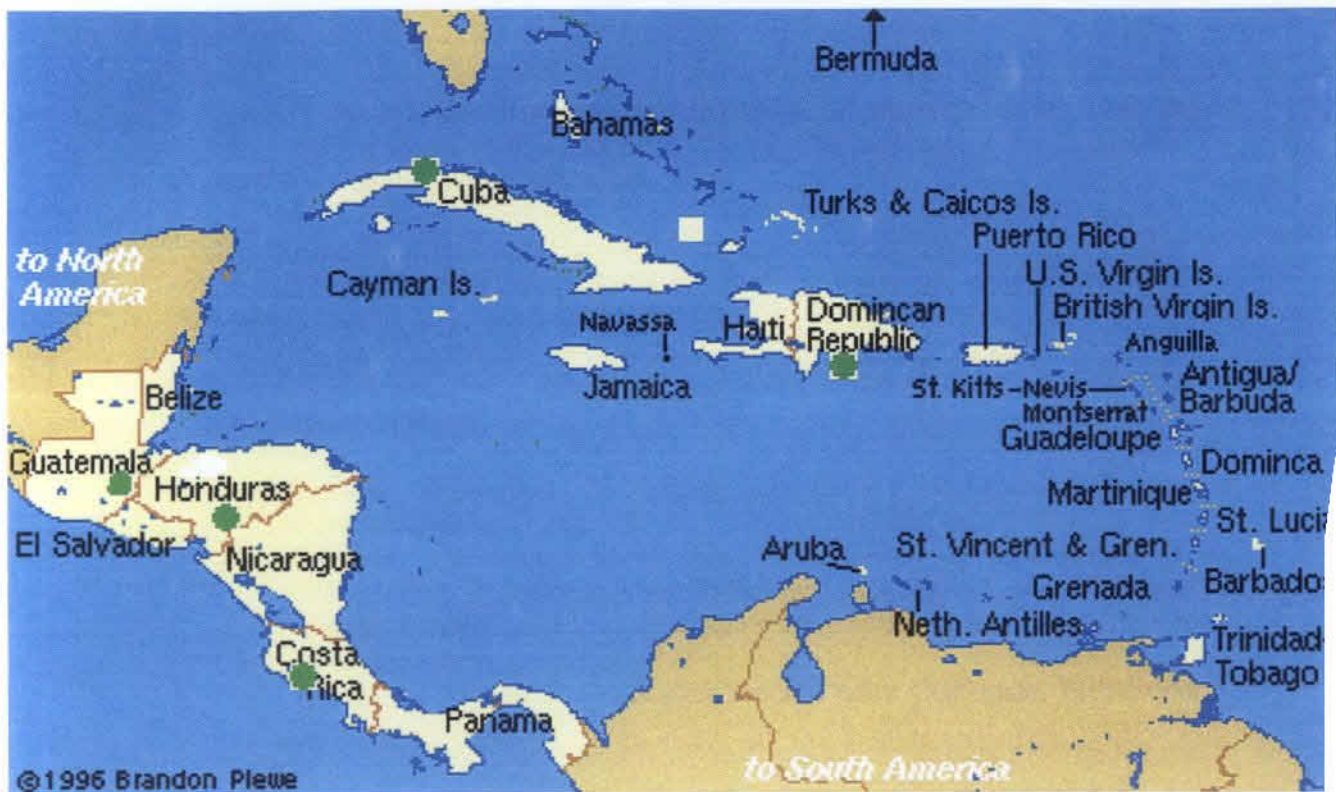 Bermuda
Bahamas
Cuba
Turks & Caicos Is.
Puerto Rico
to North
America
U.S. Virgin Is.
Cayman Is.
British Virgin Is.
Navassa
Haiti
Domincan
Republic
Anguilla
Jamaica
St. Kitts-Nevis
Antigua/
Barbuda
Belize
Montserrat
Guadeloupe
Guatemala
Honduras
Dominca
Martinique
St. Luci
El Salvador
Nicaragua
Aruba
St. Vincent & Gren.
Grenada
Barbado
Neth. Antilles
Trinidad-
Tobago
Costa
Rica
Panama
to South America
©1996 Brandon Plewe